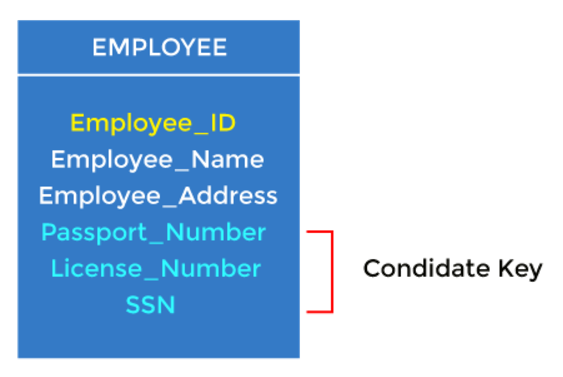 EMPLOYEE
Employee_ID
Employee_Name
Employee_Address
Passport_Number
License_Number
SSN
Condidate Key